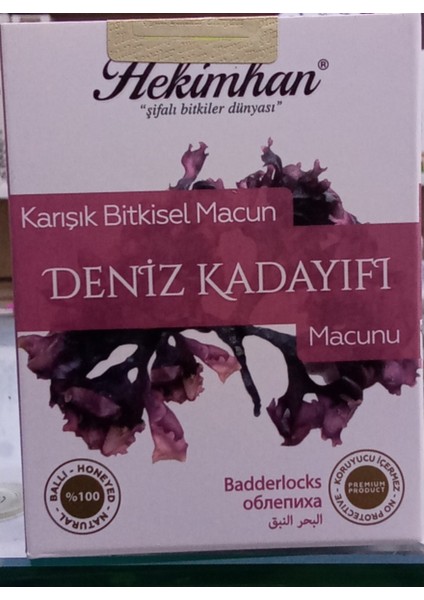 Hekimhan®
"şifalı bitkiler dünyası"
Karışık Bitkisel Macun
DENİZ KADAYIFI
Macunu
BALLI - HONEYED - NATURAL -
%100
Badderlocks
облепиха
البحر النبق
KORUYUCU İÇERMEZ - NO PROTECTIVE -
PREMIUM
PRODUCT